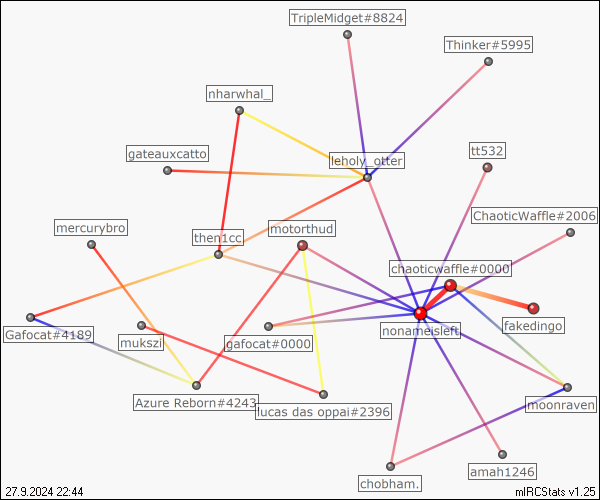 TripleMidget#8824
Thinker#5995
nharwhal_
gateauxcatto
leholy_otter
tt532
mercurybro
then1cc
motorthud
ChaoticWaffle#2006
chaoticwaffle#0000
Gafocat#4189
mukszi
gafocat#0000
nonameisleft
fakedingo
Azure Reborn#4243
lucas das oppai#2396
moonraven
chobham.
amah1246
27.9.2024 22:44
mIRCStats v1.25